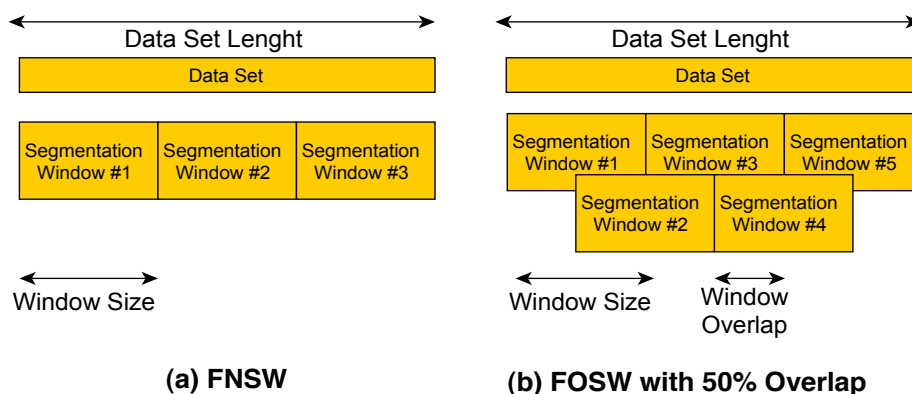 Data Set Lenght
Data Set
Segmentation
Window #1
Segmentation
Window #2
Segmentation
Window #3
Window Size
(a) FNSW
Data Set Lenght
Data Set
Segmentation
Window #1
Segmentation
Window #3
Segmentation
Window #5
Segmentation
Window #2
Segmentation
Window #4
Window Size
Window
Overlap
(b) FOSW with 50% Overlap